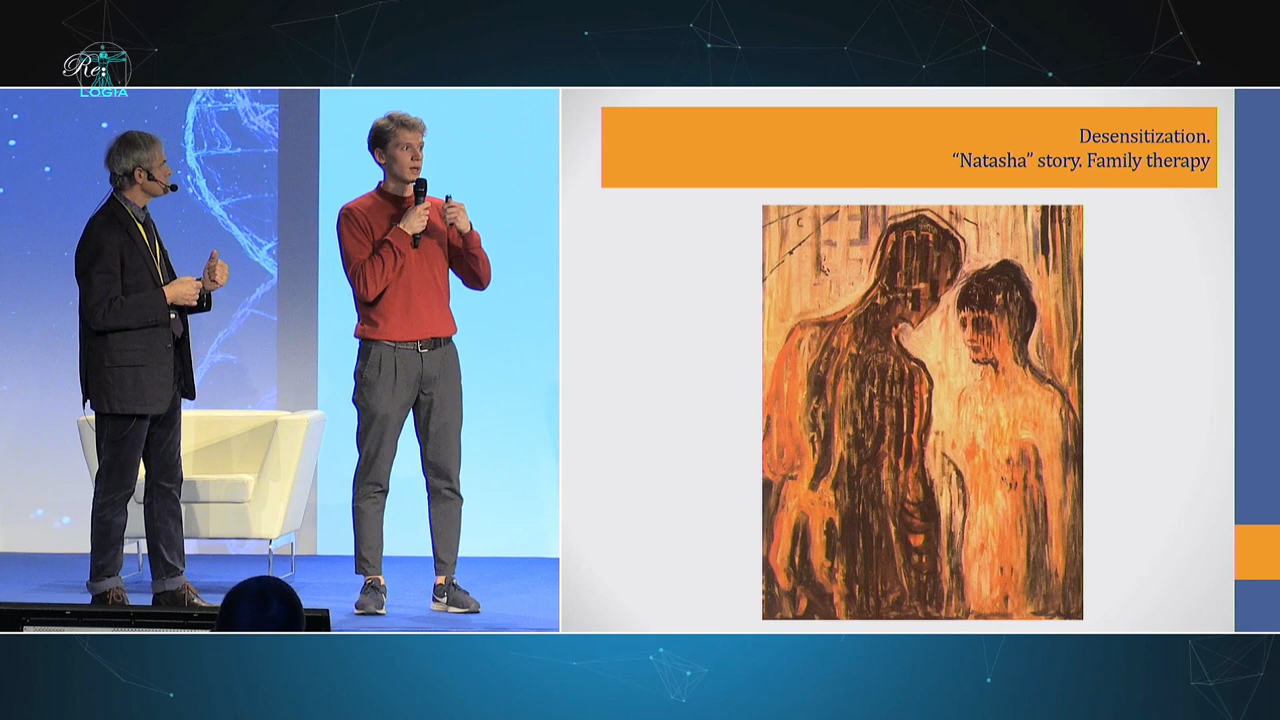 Re:
LOGIA
Desensitization.
“Natasha” story. Family therapy